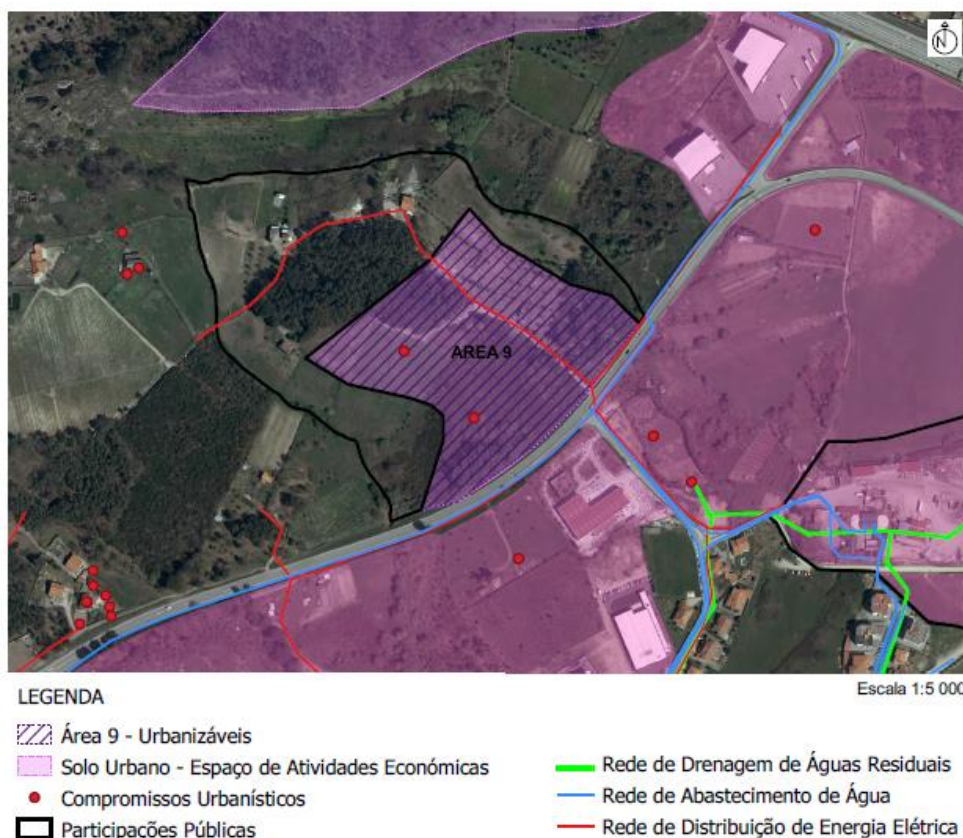 N
AREA 9
Escala 1:5 000
LEGENDA
Área 9 - Urbanizáveis
Solo Urbano - Espaço de Atividades Económicas
Compromissos Urbanísticos
Participações Públicas
Rede de Drenagem de Águas Residuais
Rede de Abastecimento de Água
Rede de Distribuição de Energia Elétrica